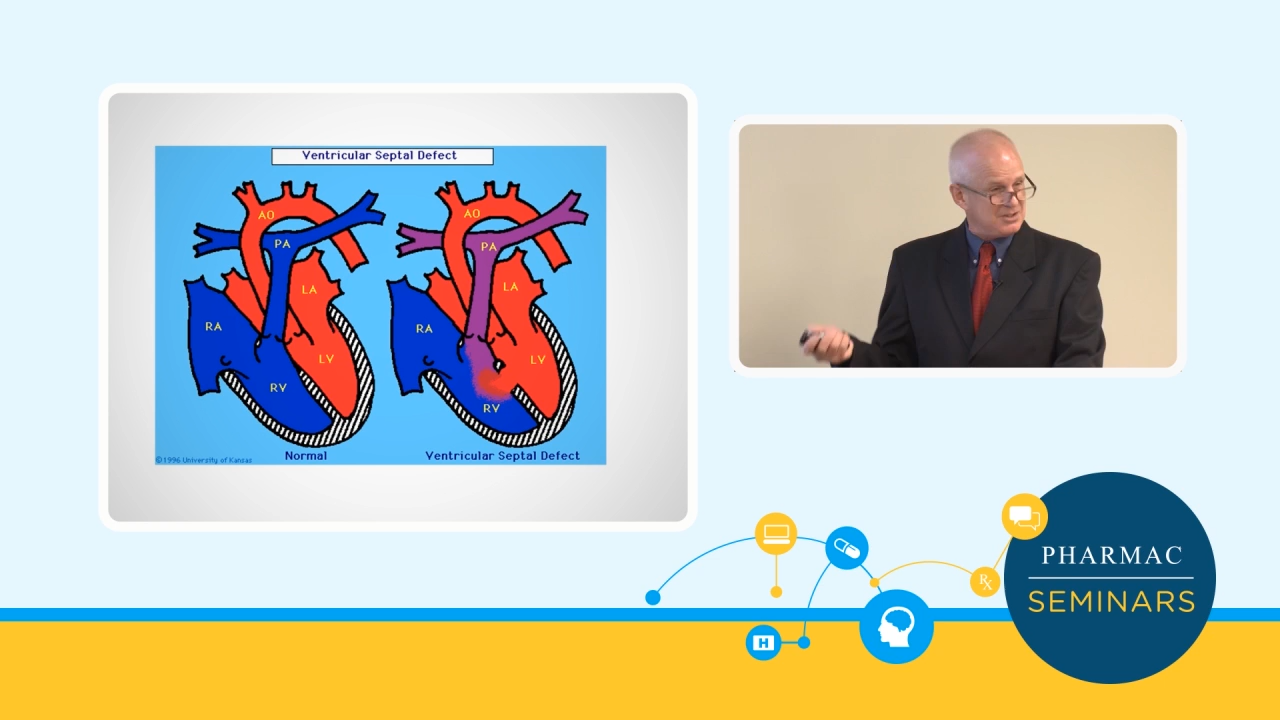 Ventricular Septal Defect
AO
PA
LA
RA
LV
RV
Normal
©1996 University of Kansas
AO
PA
LA
RA
LV
RV
Ventricular Septal Defect
H
Rx
PHARMAC
SEMINARS